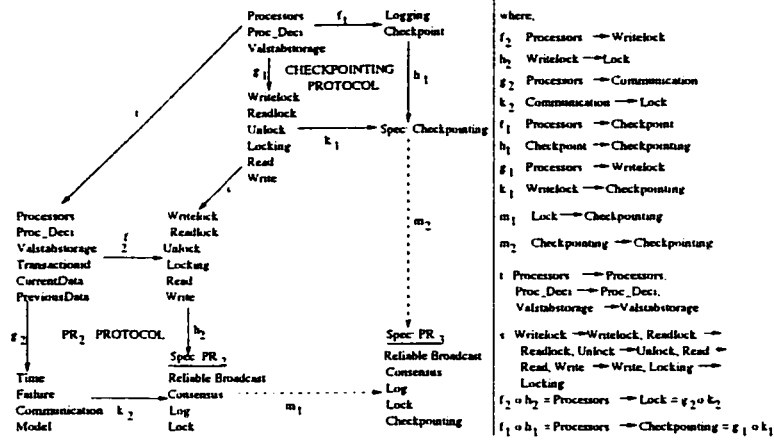 Processors
Proc_Deci
Valstabstorage
f1
Logging
Checkpoint
g1
CHECKPOINTING
PROTOCOL
h1
Writelock
Readlock
Unlock
Locking
Read
Write
k1
Spec Checkpointing
t
s
m2
Processors
Proc_Deci
Valstabstorage
Transactionid
CurrentData
PreviousData
f2
Writelock
Readlock
Unlock
Locking
Read
Write
g2
PR2 PROTOCOL
h2
Time
Failure
Communication
Model
k2
Spec PR2
Reliable Broadcast
Consensus
Log
Lock
m1
Spec PR3
Reliable Broadcast
Consensus
Log
Lock
Checkpointing
where,
f2 Processors → Writelock
h2 Writelock → Lock
g2 Processors → Communication
k2 Communication → Lock
f1 Processors → Checkpoint
h1 Checkpoint → Checkpointing
g1 Processors → Writelock
k1 Writelock → Checkpointing
m1 Lock → Checkpointing
m2 Checkpointing → Checkpointing
t Processors → Processors,
Proc_Deci → Proc_Deci,
Valstabstorage → Valstabstorage
s Writelock → Writelock, Readlock →
Readlock, Unlock → Unlock, Read →
Read, Write → Write, Locking →
Locking
f2 o h2 = Processors → Lock = g2 o k2
f1 o h1 = Processors → Checkpointing = g1 o k1